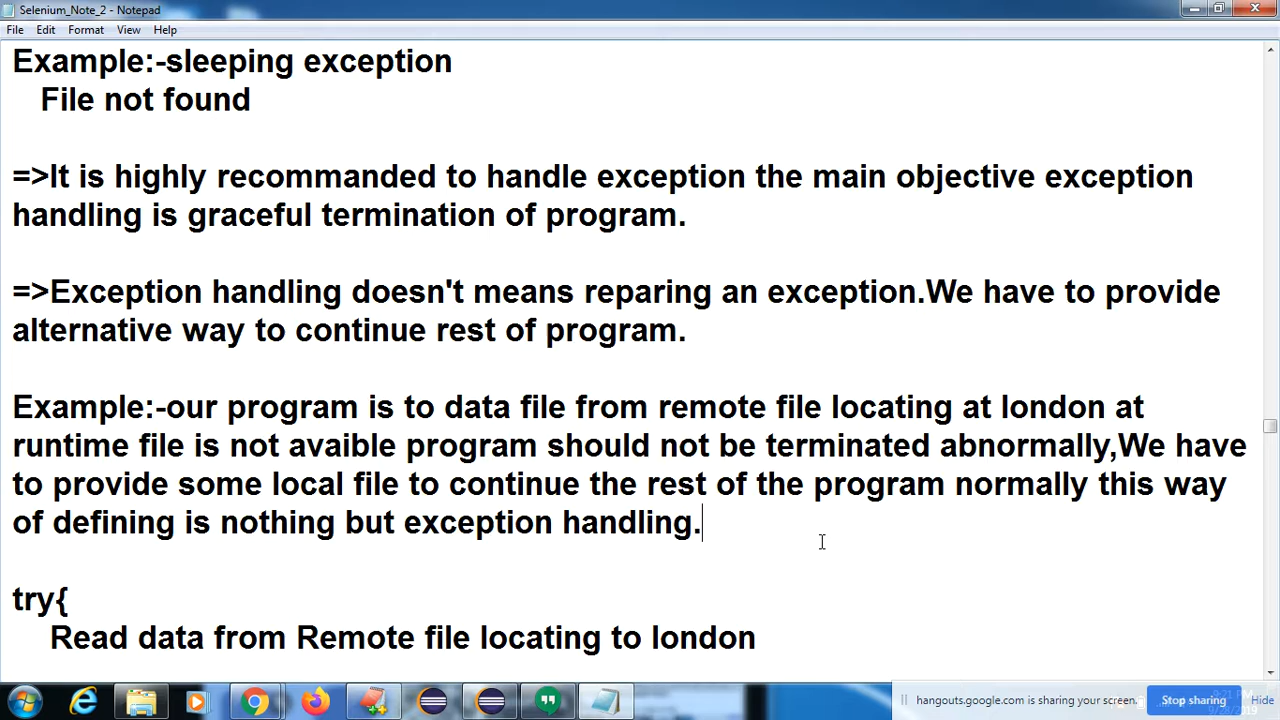 Selenium_Note_2 - Notepad
File Edit Format View Help
Example:-sleeping exception
File not found
=>It is highly recommanded to handle exception the main objective exception
handling is graceful termination of program.
=>Exception handling doesn't means reparing an exception.We have to provide
alternative way to continue rest of program.
Example:-our program is to data file from remote file locating at london at
runtime file is not avaible program should not be terminated abnormally,We have
to provide some local file to continue the rest of the program normally this way
of defining is nothing but exception handling.
try{
Read data from Remote file locating to london
hangouts.google.com is sharing your screen. Stop sharing Hide